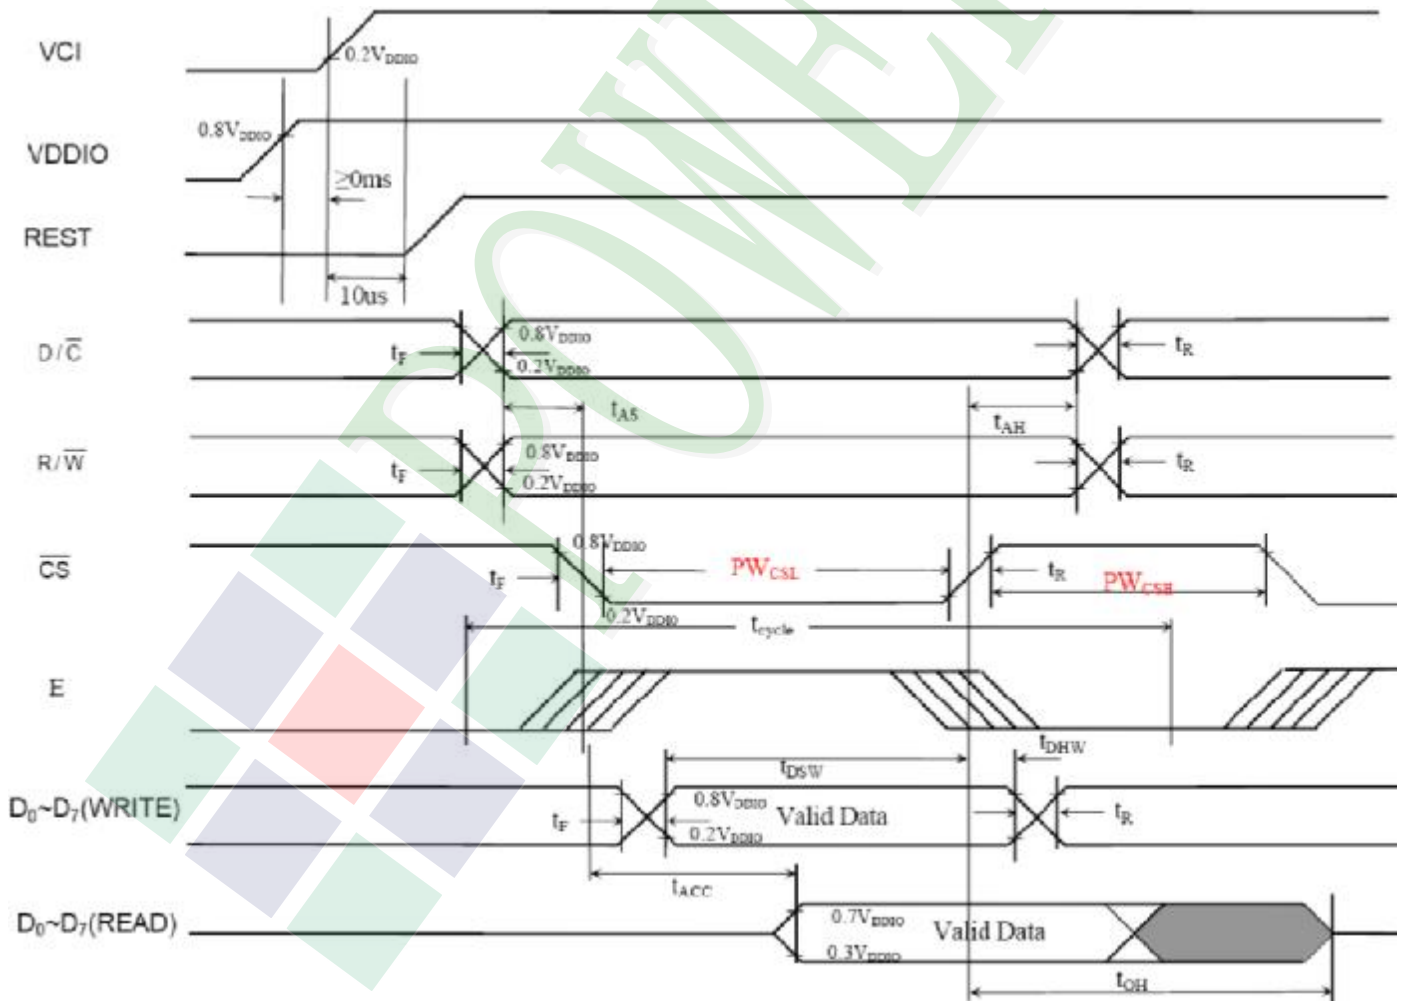 VCI
0.2VDDIO
0.8VDDIO
VDDIO
≥0ms
REST
10us
D/C̅
tF
0.8VDDIO
0.2VDDIO
tR
tAS
tAH
R/W̅
tF
0.8VDDIO
0.2VDDIO
tR
C̅S̅
0.8VDDIO
tF
PWCSL
tR
PWCSH
0.2VDDIO
tcycle
E
tDHW
tDSW
D0~D7(WRITE)
tF
0.8VDDIO
Valid Data
0.2VDDIO
tR
tACC
D0~D7(READ)
0.7VDDIO
Valid Data
0.3VDDIO
tOH
POWE